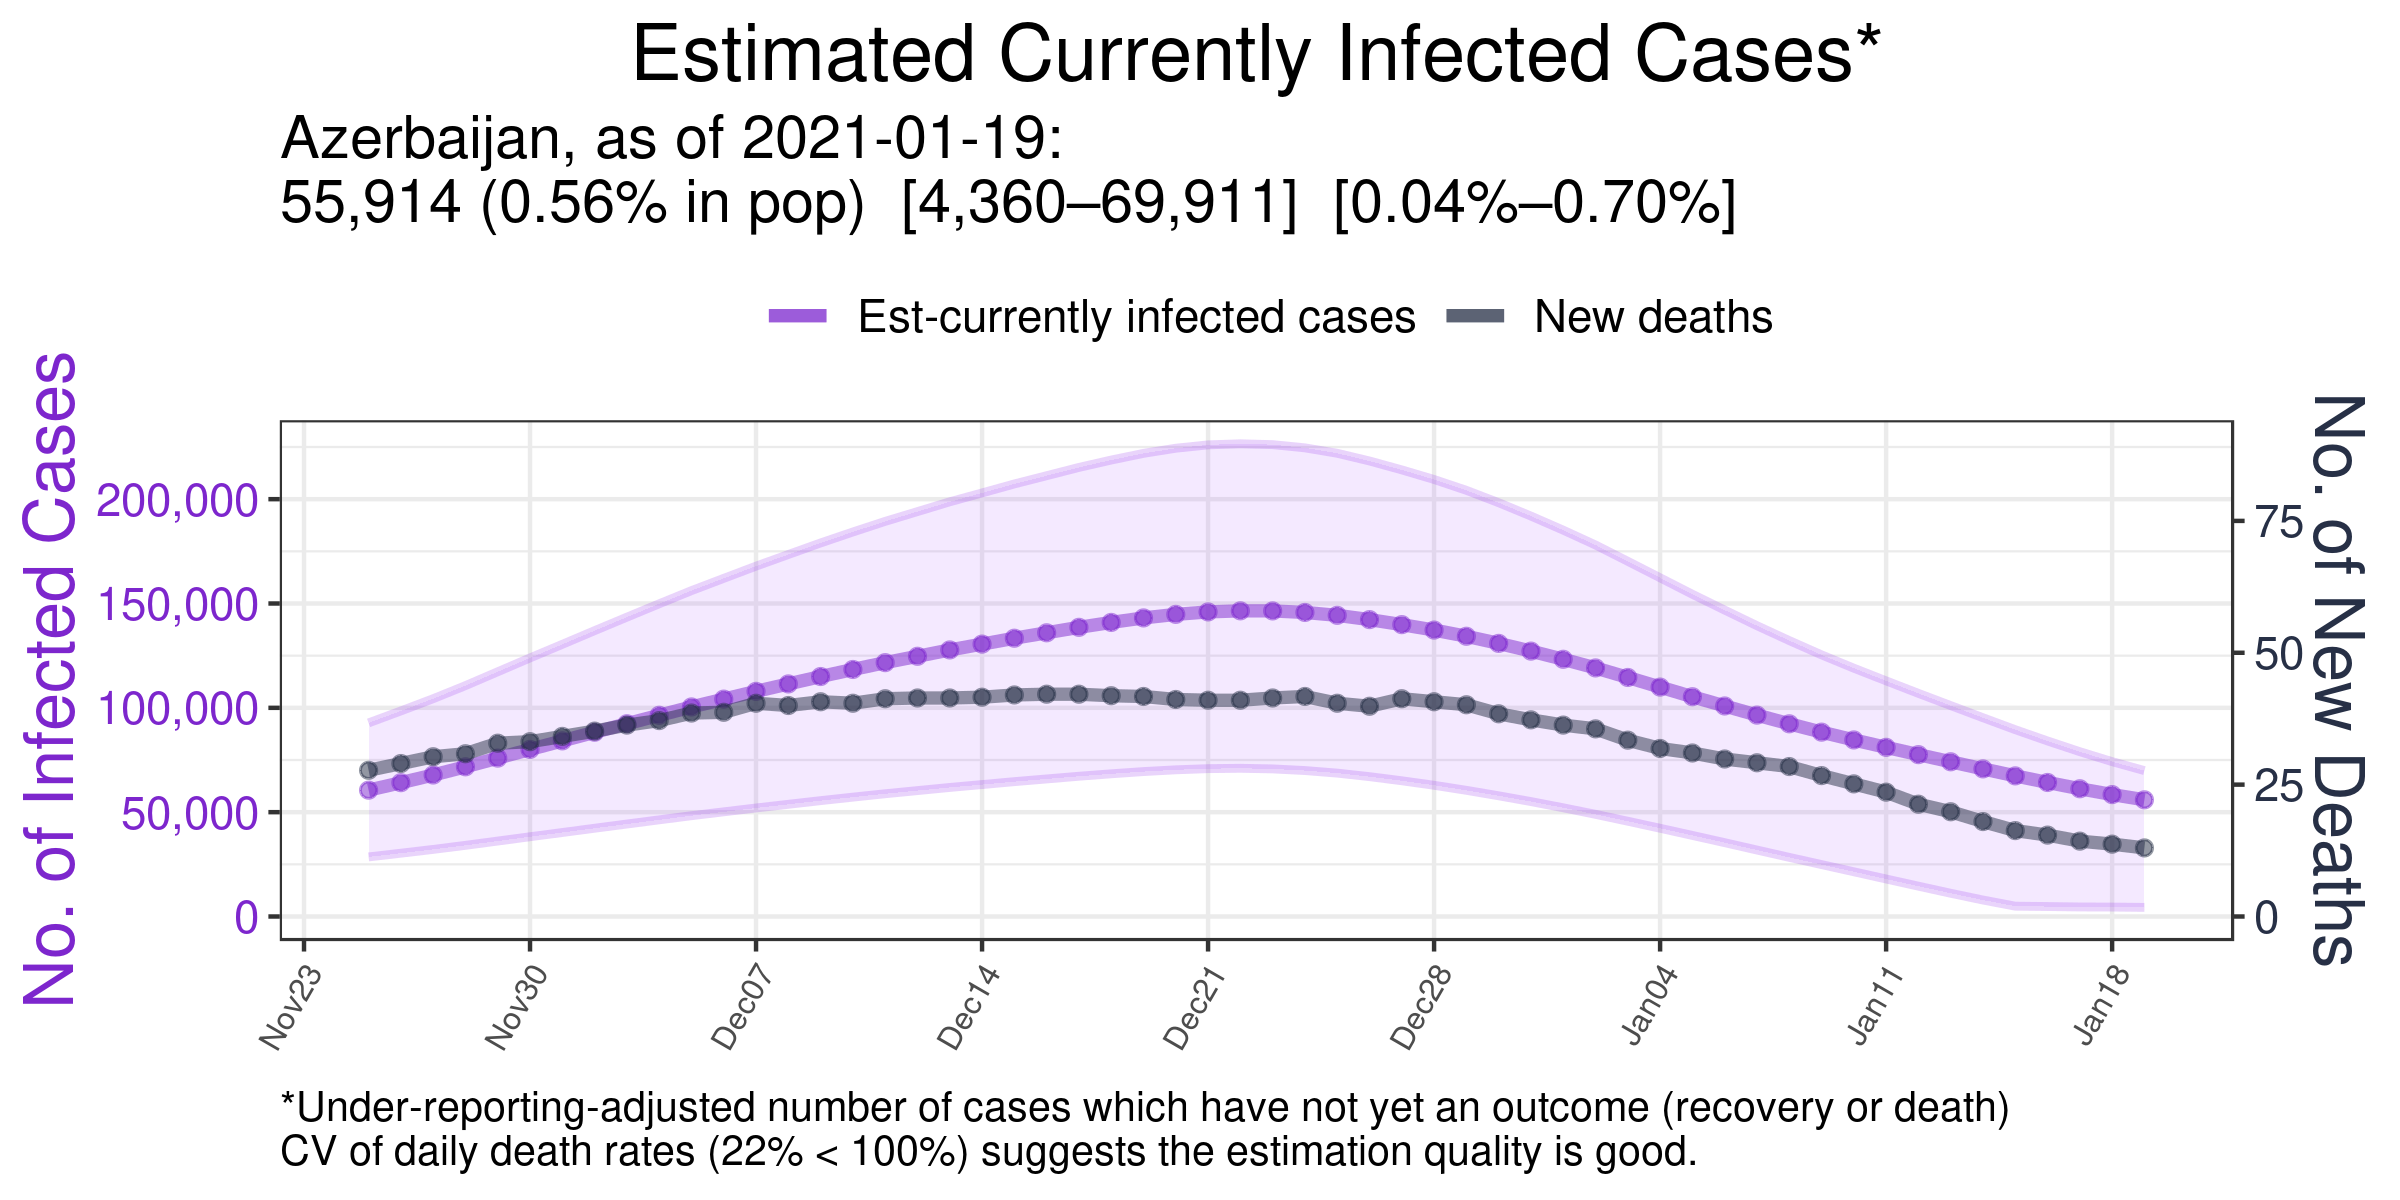 Estimated Currently Infected Cases*
Azerbaijan, as of 2021-01-19:
55,914 (0.56% in pop)  [4,360–69,911]  [0.04%–0.70%]
Est-currently infected cases
New deaths
No. of Infected Cases
200,000
150,000
100,000
50,000
0
No. of New Deaths
75
50
25
0
Nov23
Nov30
Dec07
Dec14
Dec21
Dec28
Jan04
Jan11
Jan18
*Under-reporting-adjusted number of cases which have not yet an outcome (recovery or death)
CV of daily death rates (22% < 100%) suggests the estimation quality is good.